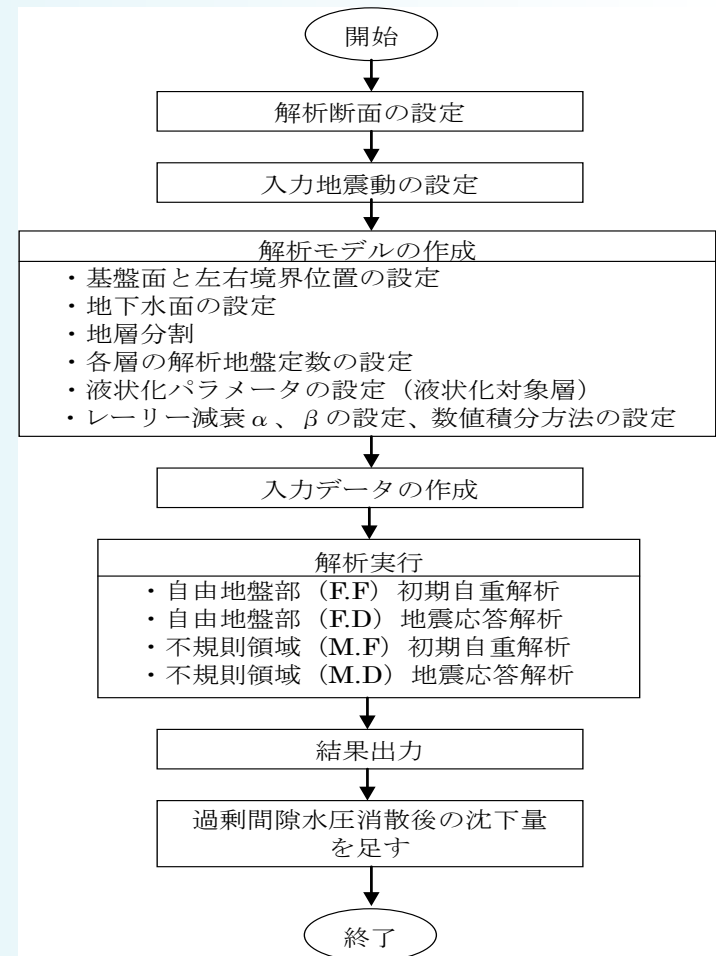 開始
解析断面の設定
入力地震動の設定
解析モデルの作成
・基盤面と左右境界位置の設定
・地下水面の設定
・地層分割
・各層の解析地盤定数の設定
・液状化パラメータの設定（液状化対象層）
・レーリー減衰α、βの設定、数値積分方法の設定
入力データの作成
解析実行
・自由地盤部（F.F）初期自重解析
・自由地盤部（F.D）地震応答解析
・不規則領域（M.F）初期自重解析
・不規則領域（M.D）地震応答解析
結果出力
過剰間隙水圧消散後の沈下量
を足す
終了